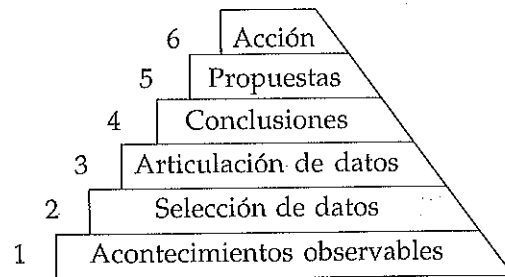 6 Acción
5 Propuestas
4 Conclusiones
3 Articulación de datos
2 Selección de datos
1 Acontecimientos observables